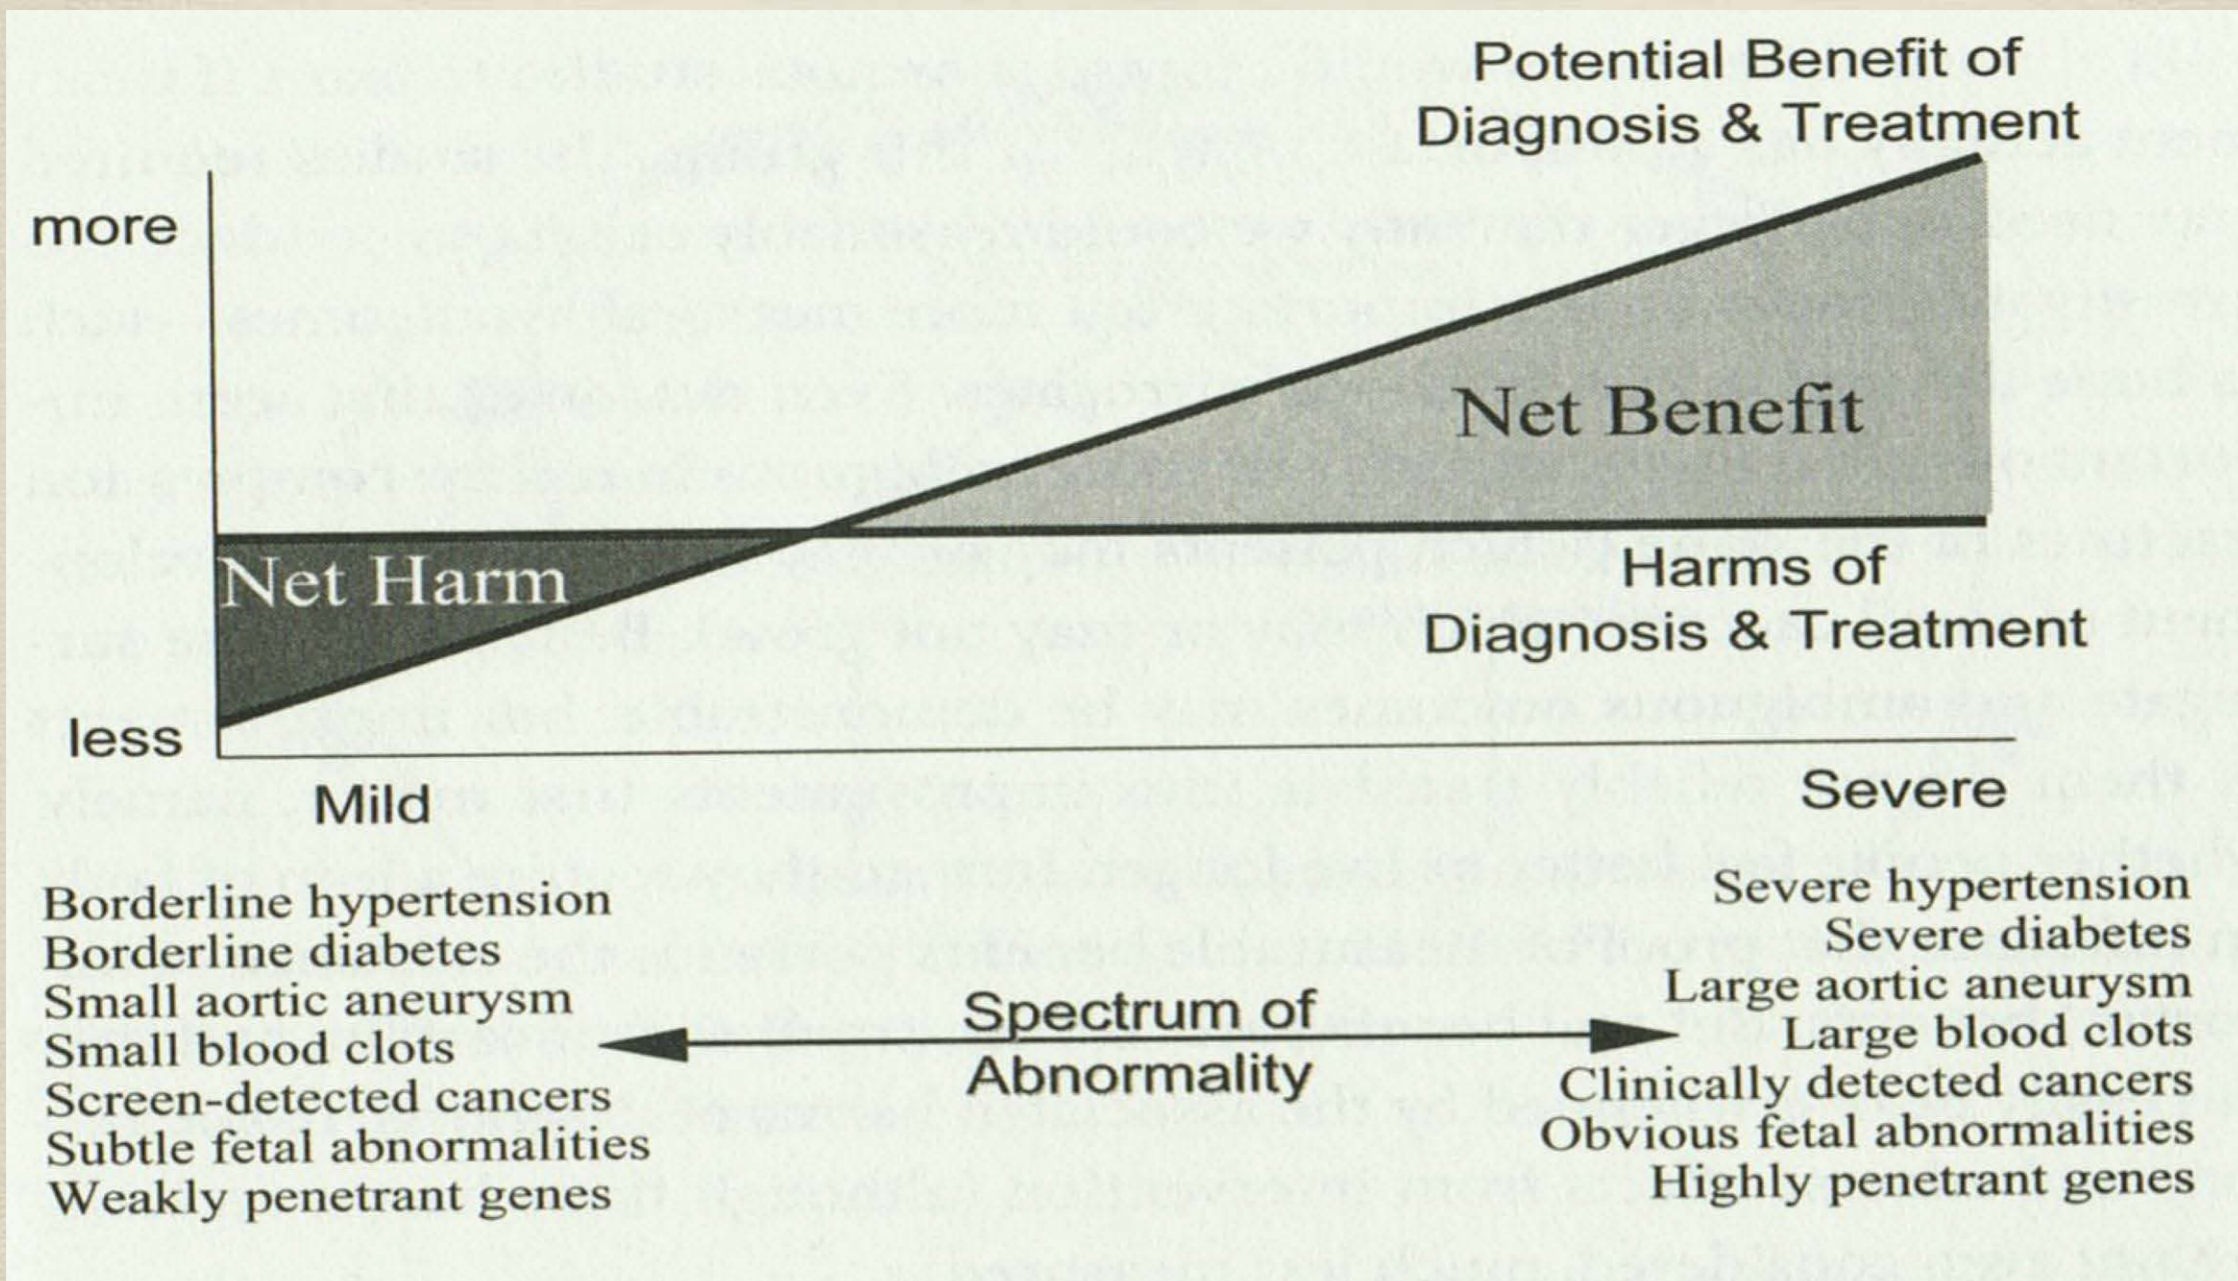 Potential Benefit of
Diagnosis & Treatment
more
Net Benefit
Net Harm
Harms of
Diagnosis & Treatment
less
Mild
Severe
Borderline hypertension
Borderline diabetes
Small aortic aneurysm
Small blood clots
Screen-detected cancers
Subtle fetal abnormalities
Weakly penetrant genes
Spectrum of
Abnormality
Severe hypertension
Severe diabetes
Large aortic aneurysm
Large blood clots
Clinically detected cancers
Obvious fetal abnormalities
Highly penetrant genes